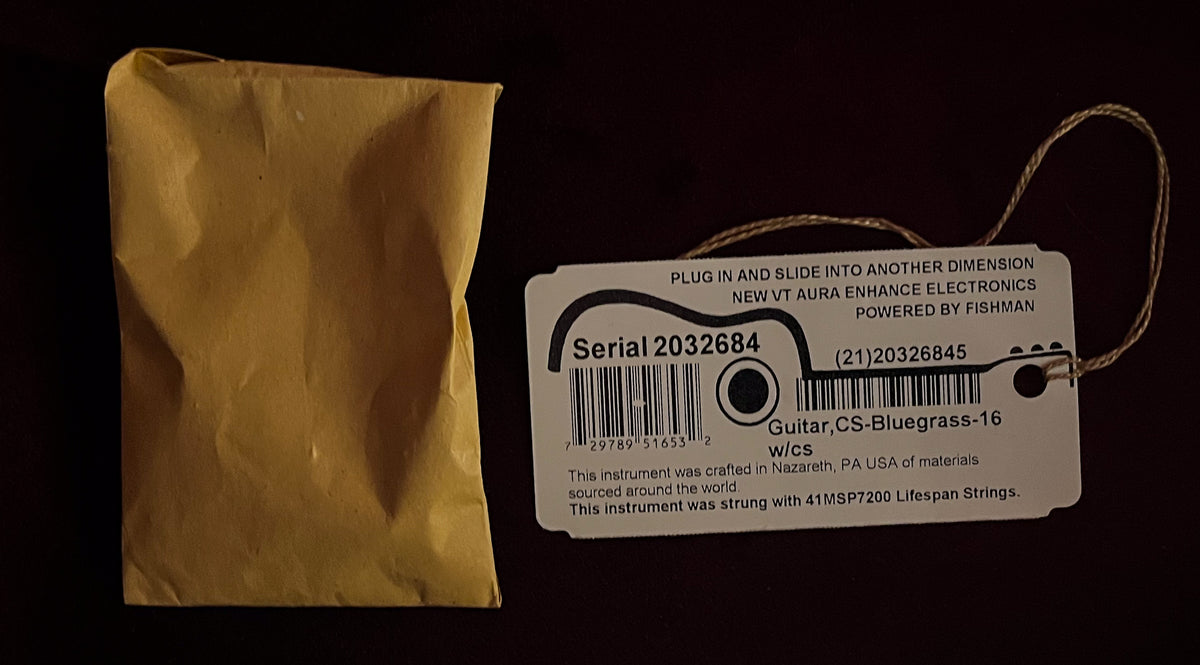 PLUG IN AND SLIDE INTO ANOTHER DIMENSION
NEW VT AURA ENHANCE ELECTRONICS
POWERED BY FISHMAN
Serial 2032684
(21)20326845
7 29789 51653 2
Guitar,CS-Bluegrass-16
w/cs
This instrument was crafted in Nazareth, PA USA of materials
sourced around the world.
This instrument was strung with 41MSP7200 Lifespan Strings.